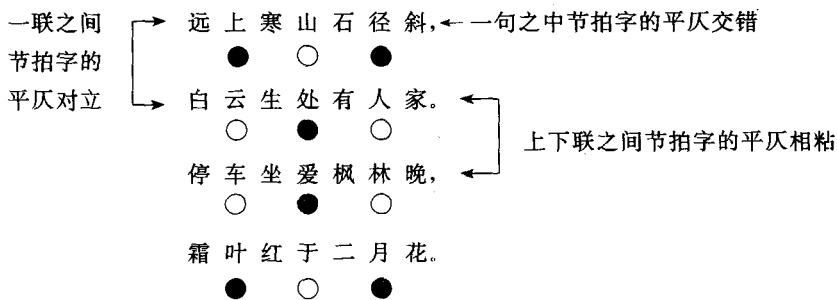 一联之间
节拍字的
平仄对立
远上寒山石径斜,
一句之中节拍字的平仄交错
白云生处有人家。
上下联之间节拍字的平仄相粘
停车坐爱枫林晚,
霜叶红于二月花。